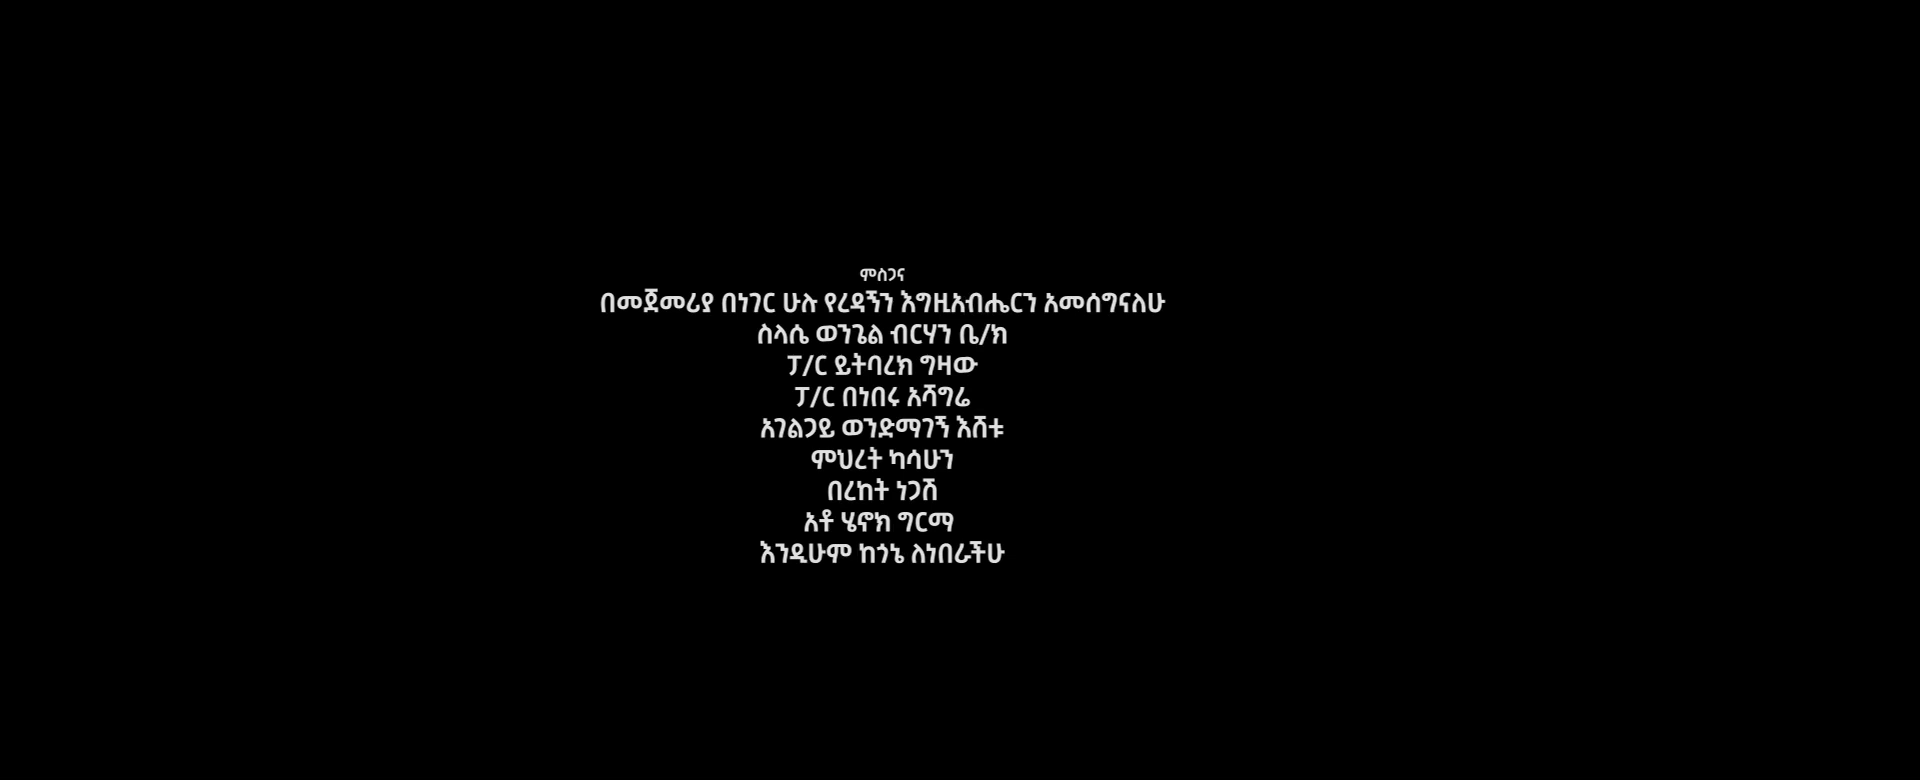 ምስጋና
በመጀመሪያ በነገር ሁሉ የረዳኝን እግዚአብሔርን አመሰግናለሁ
ስላሴ ወንጌል ብርሃን ቤ/ክ
ፓ/ር ይትባረክ ግዛው
ፓ/ር በነበሩ አሻግሬ
አገልጋይ ወንድማገኝ እሸቱ
ምህረት ካሳሁን
በረከት ነጋሽ
አቶ ሄኖክ ግርማ
እንዲሁም ከጎኔ ለነበራችሁ